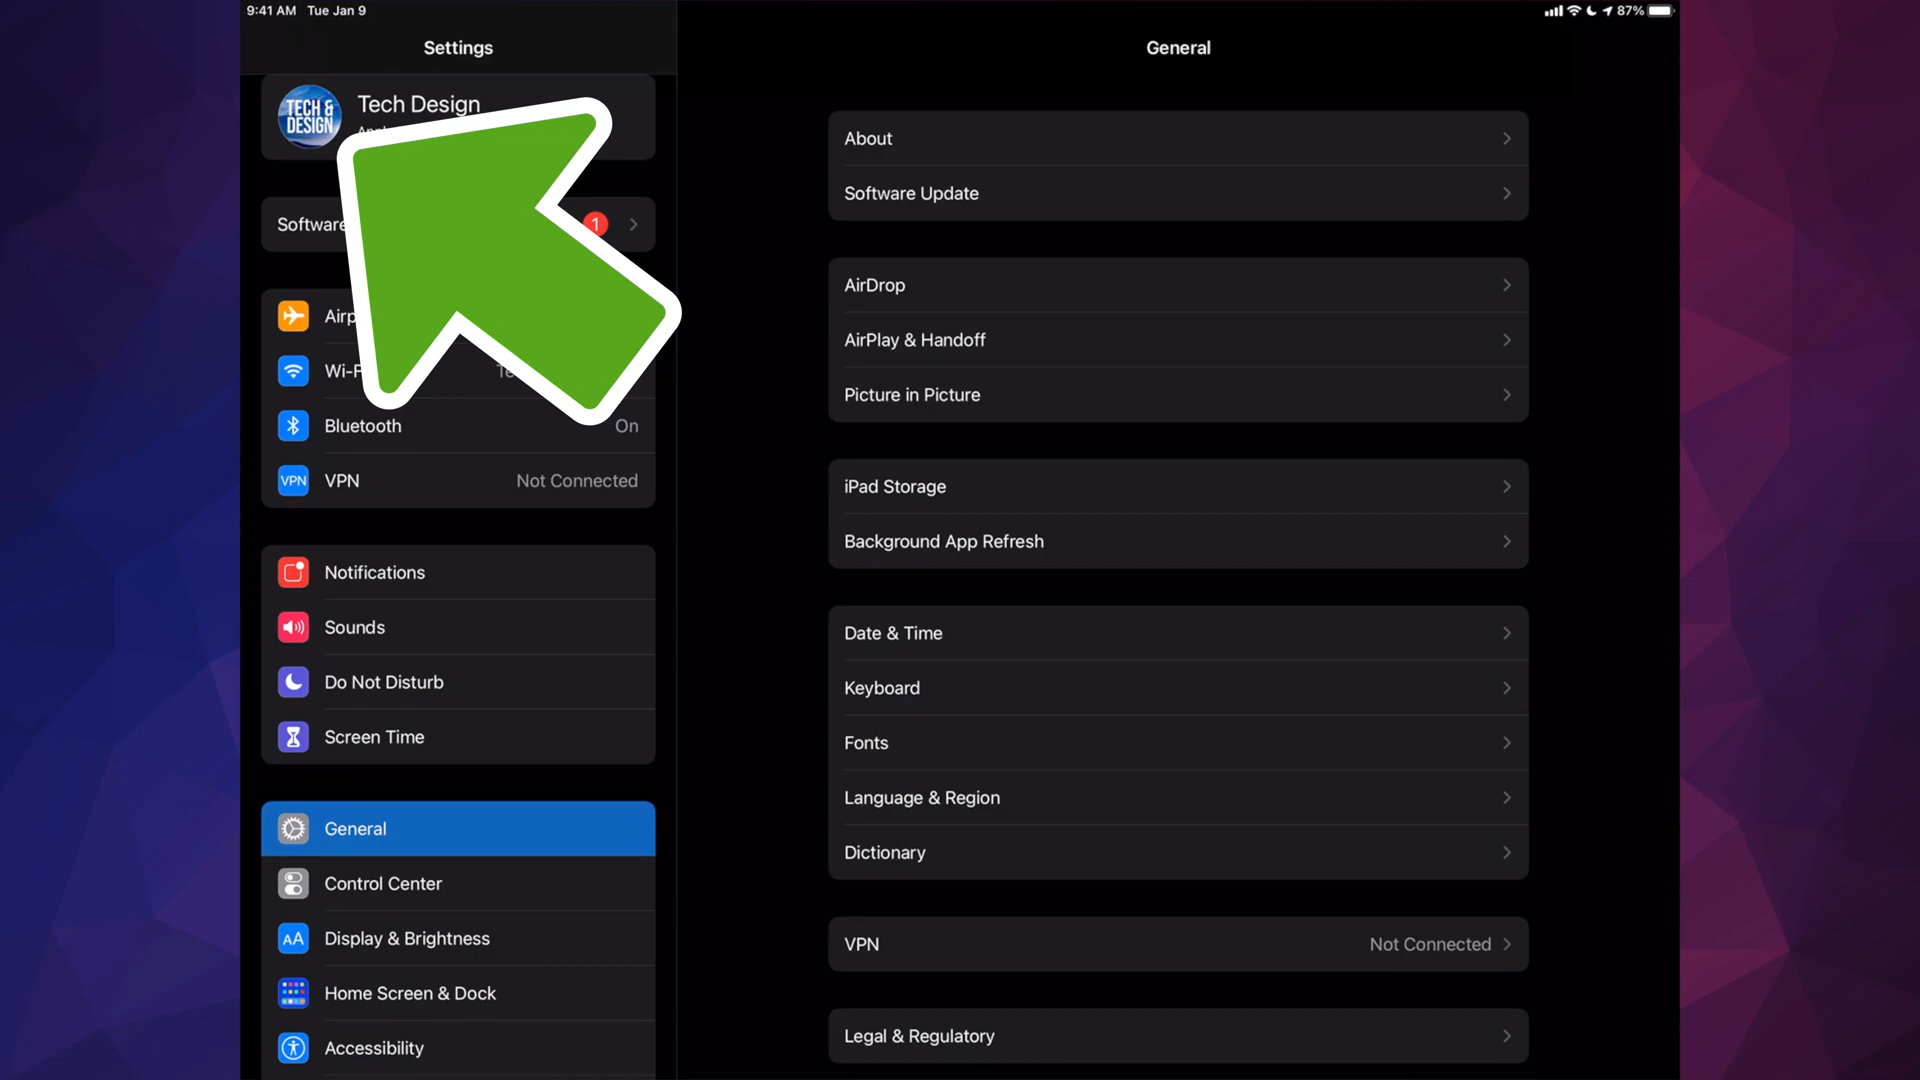 9:41 AM Tue Jan 9
87%
Settings
General
TECH &
DESIGN
Tech Design
Software
1
Bluetooth On
VPN VPN Not Connected
Notifications
Sounds
Do Not Disturb
Screen Time
General
Control Center
AA Display & Brightness
Home Screen & Dock
Accessibility
About
Software Update
AirDrop
AirPlay & Handoff
Picture in Picture
iPad Storage
Background App Refresh
Date & Time
Keyboard
Fonts
Language & Region
Dictionary
VPN Not Connected
Legal & Regulatory